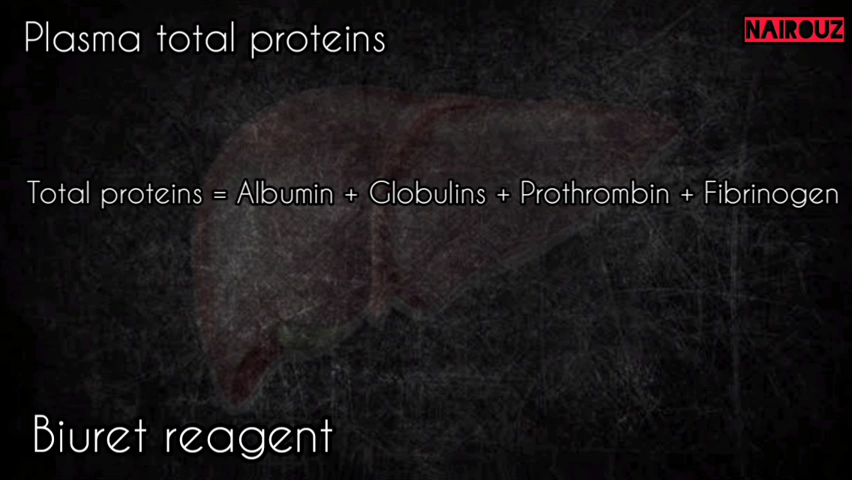 Plasma total proteins
NAIROUZ
Total proteins = Albumin + Globulins + Prothrombin + Fibrinogen
Biuret reagent